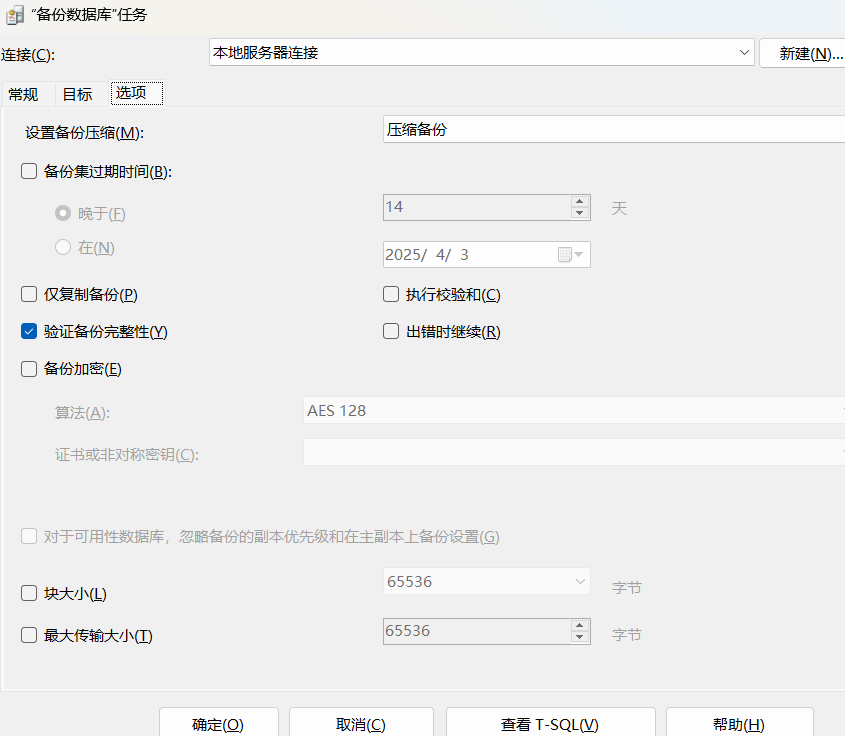 “备份数据库”任务
连接(C): 本地服务器连接 新建(N)...
常规 目标 选项
设置备份压缩(M): 压缩备份
备份集过期时间(B):
晚于(F) 14 天
在(N) 2025/ 4/ 3
仅复制备份(P) 执行校验和(C)
验证备份完整性(Y) 出错时继续(R)
备份加密(E)
算法(A): AES 128
证书或非对称密钥(C):
对于可用性数据库，忽略备份的副本优先级和在主副本上备份设置(G)
块大小(L) 65536 字节
最大传输大小(T) 65536 字节
确定(O) 取消(C) 查看 T-SQL(V) 帮助(H)